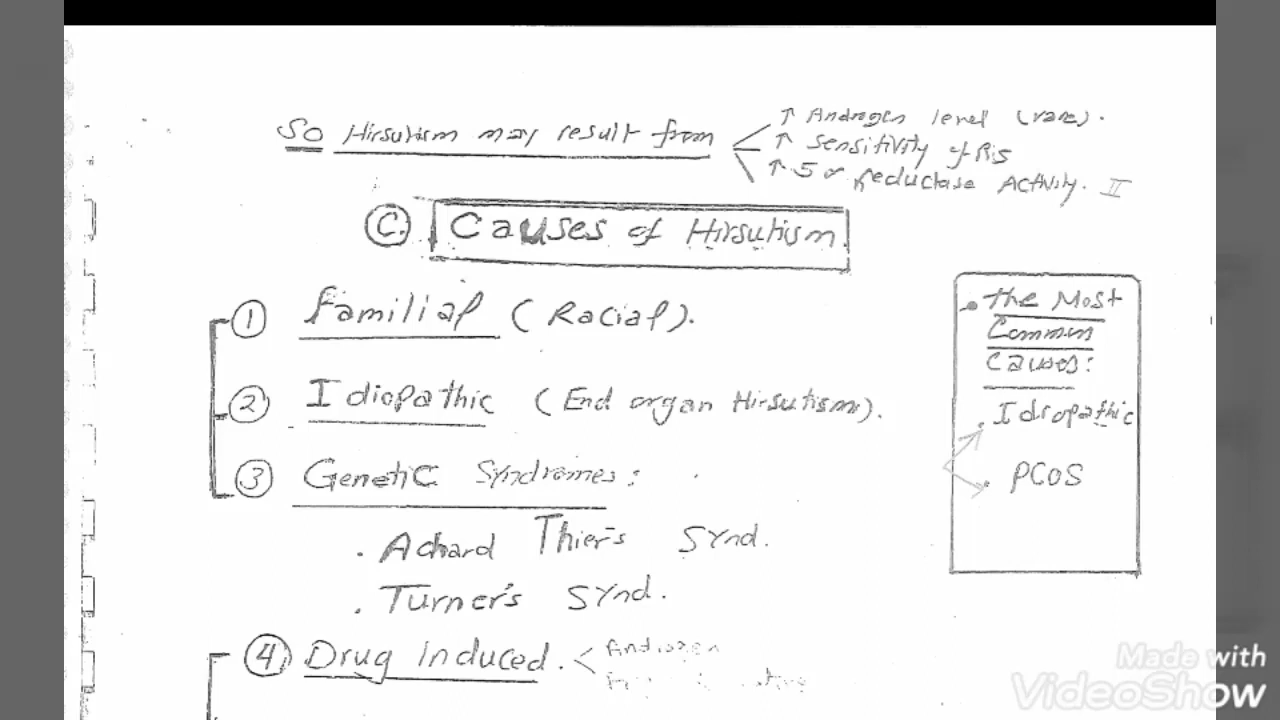 So Hirsutism may result from
↑ Androgen level (rare).
↑ Sensitivity of Rs
↑ 5 α Reductase Activity. II
C. Causes of Hirsutism.
1 Familial (Racial).
2 Idiopathic (End organ Hirsutism).
3 Genetic Syndromes:
. Achard Thier's Synd.
. Turner's Synd.
4 Drug induced.
Androgen
• the Most
Common
Causes:
. Idiopathic
. PCOS
Made with
VideoShow